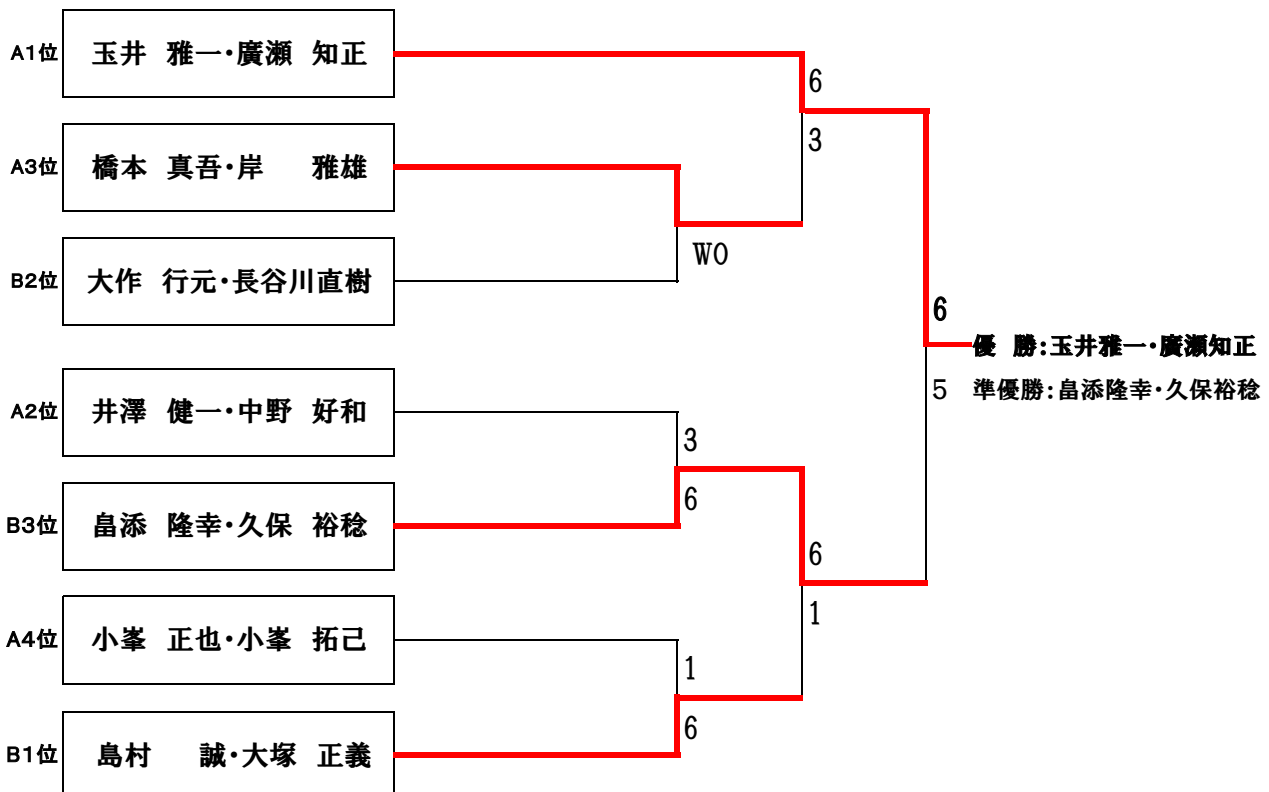 A1位 玉井 雅一・廣瀬 知正
6
3
A3位 橋本 真吾・岸 雅雄
WO
B2位 大作 行元・長谷川直樹
6
優 勝:玉井雅一・廣瀬知正
5 準優勝:畠添隆幸・久保裕稔
A2位 井澤 健一・中野 好和
3
6
B3位 畠添 隆幸・久保 裕稔
6
1
A4位 小峯 正也・小峯 拓己
1
6
B1位 島村 誠・大塚 正義